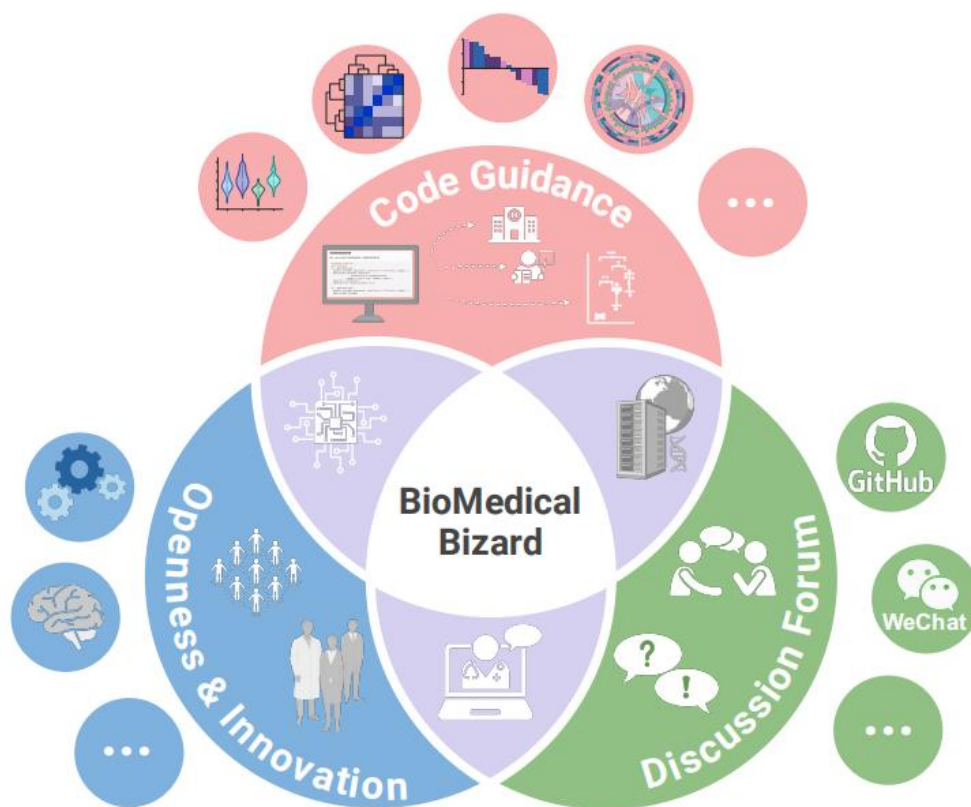 Code Guidance
BioMedical
Bizard
Openness & Innovation
Discussion Forum
GitHub
WeChat
?
!
...
...
...